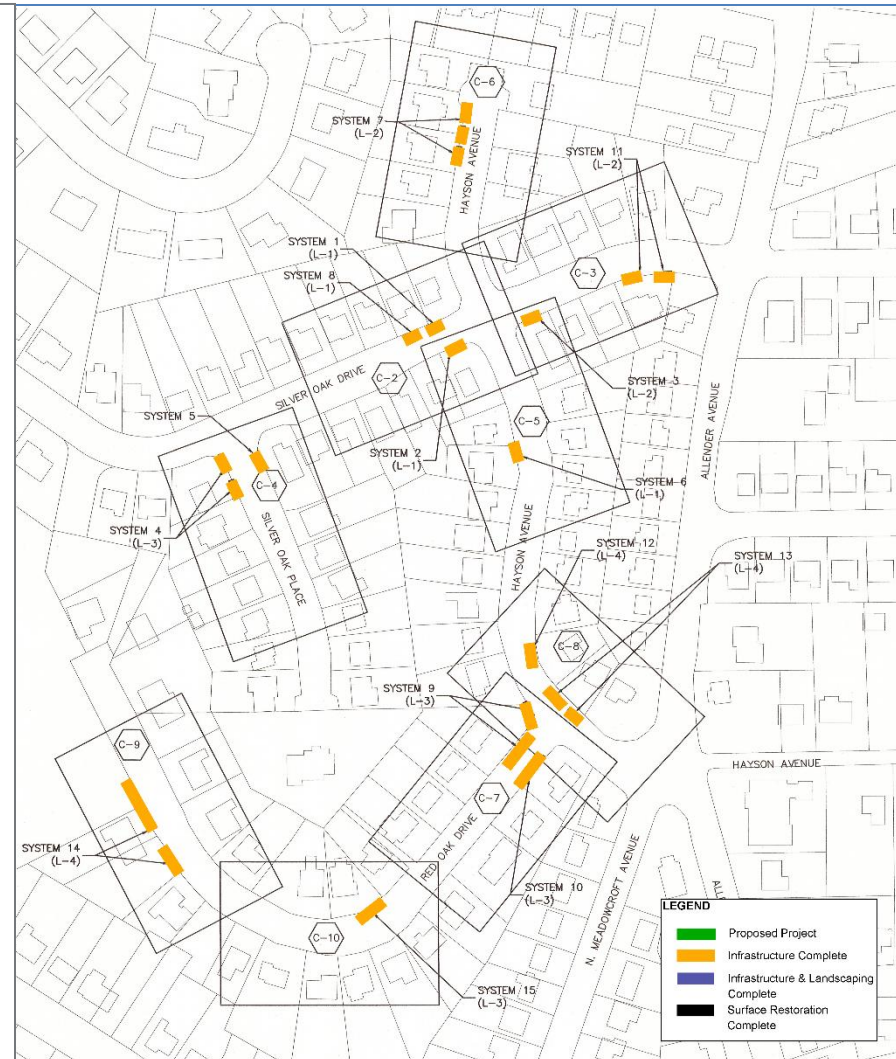 C-6
SYSTEM 7
(L-2)
HAYSON AVENUE
SYSTEM 11
(L-2)
SYSTEM 1
(L-1)
SYSTEM 8
(L-1)
C-3
SILVER OAK DRIVE
C-2
SYSTEM 3
(L-2)
ALLENDER AVENUE
SYSTEM 5
C-5
SYSTEM 2
(L-1)
C-4
SYSTEM 6
(L-1)
SYSTEM 4
(L-3)
SILVER OAK PLACE
HAYSON AVENUE
SYSTEM 12
(L-4)
SYSTEM 13
(L-4)
C-8
SYSTEM 9
(L-3)
C-9
HAYSON AVENUE
C-7
SYSTEM 14
(L-4)
RED OAK DRIVE
SYSTEM 10
(L-3)
N. MEADOWCROFT AVENUE
C-10
SYSTEM 15
(L-3)
LEGEND
Proposed Project
Infrastructure Complete
Infrastructure & Landscaping
Complete
Surface Restoration
Complete